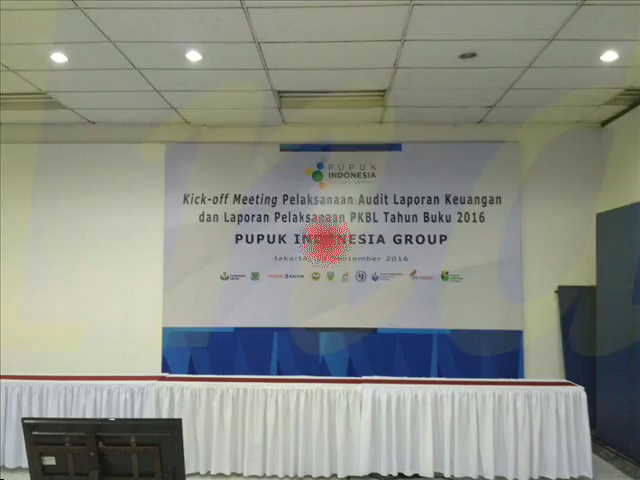 PUPUK
INDONESIA
Kick-off Meeting Pelaksanaan Audit Laporan Keuangan
dan Laporan Pelaksanaan PKBL Tahun Buku 2016
PUPUK INDONESIA GROUP
Jakarta, September 2016